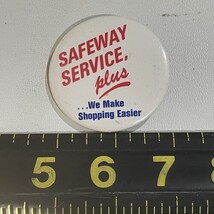 SAFEWAY
SERVICE,
plus
...We Make
Shopping Easier
5 6 7 8